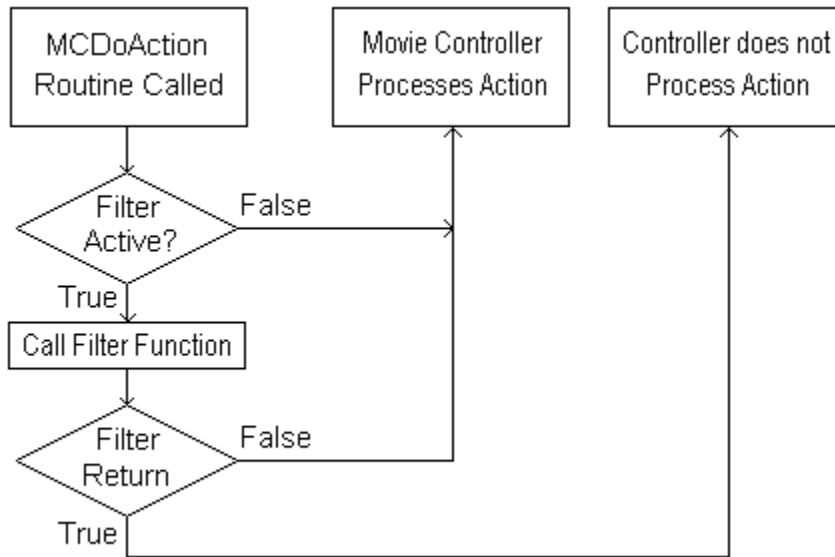 MCDoAction
Routine Called
Movie Controller
Processes Action
Controller does not
Process Action
Filter
Active?
False
True
Call Filter Function
Filter
Return
False
True